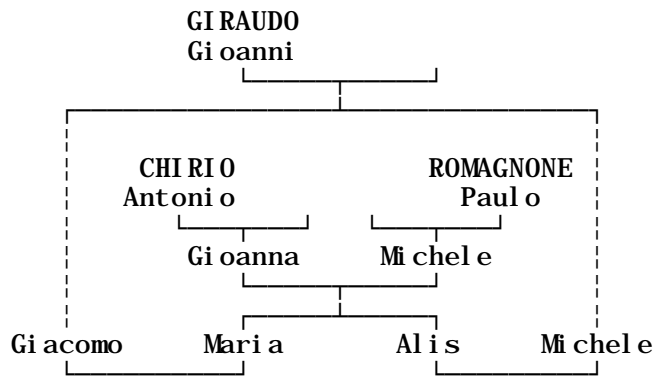 GIRAUDO
Gioanni
CHIRIO ROMAGNONE
Antonio Paulo
Gioanna Michele
Giacomo Maria Alis Michele